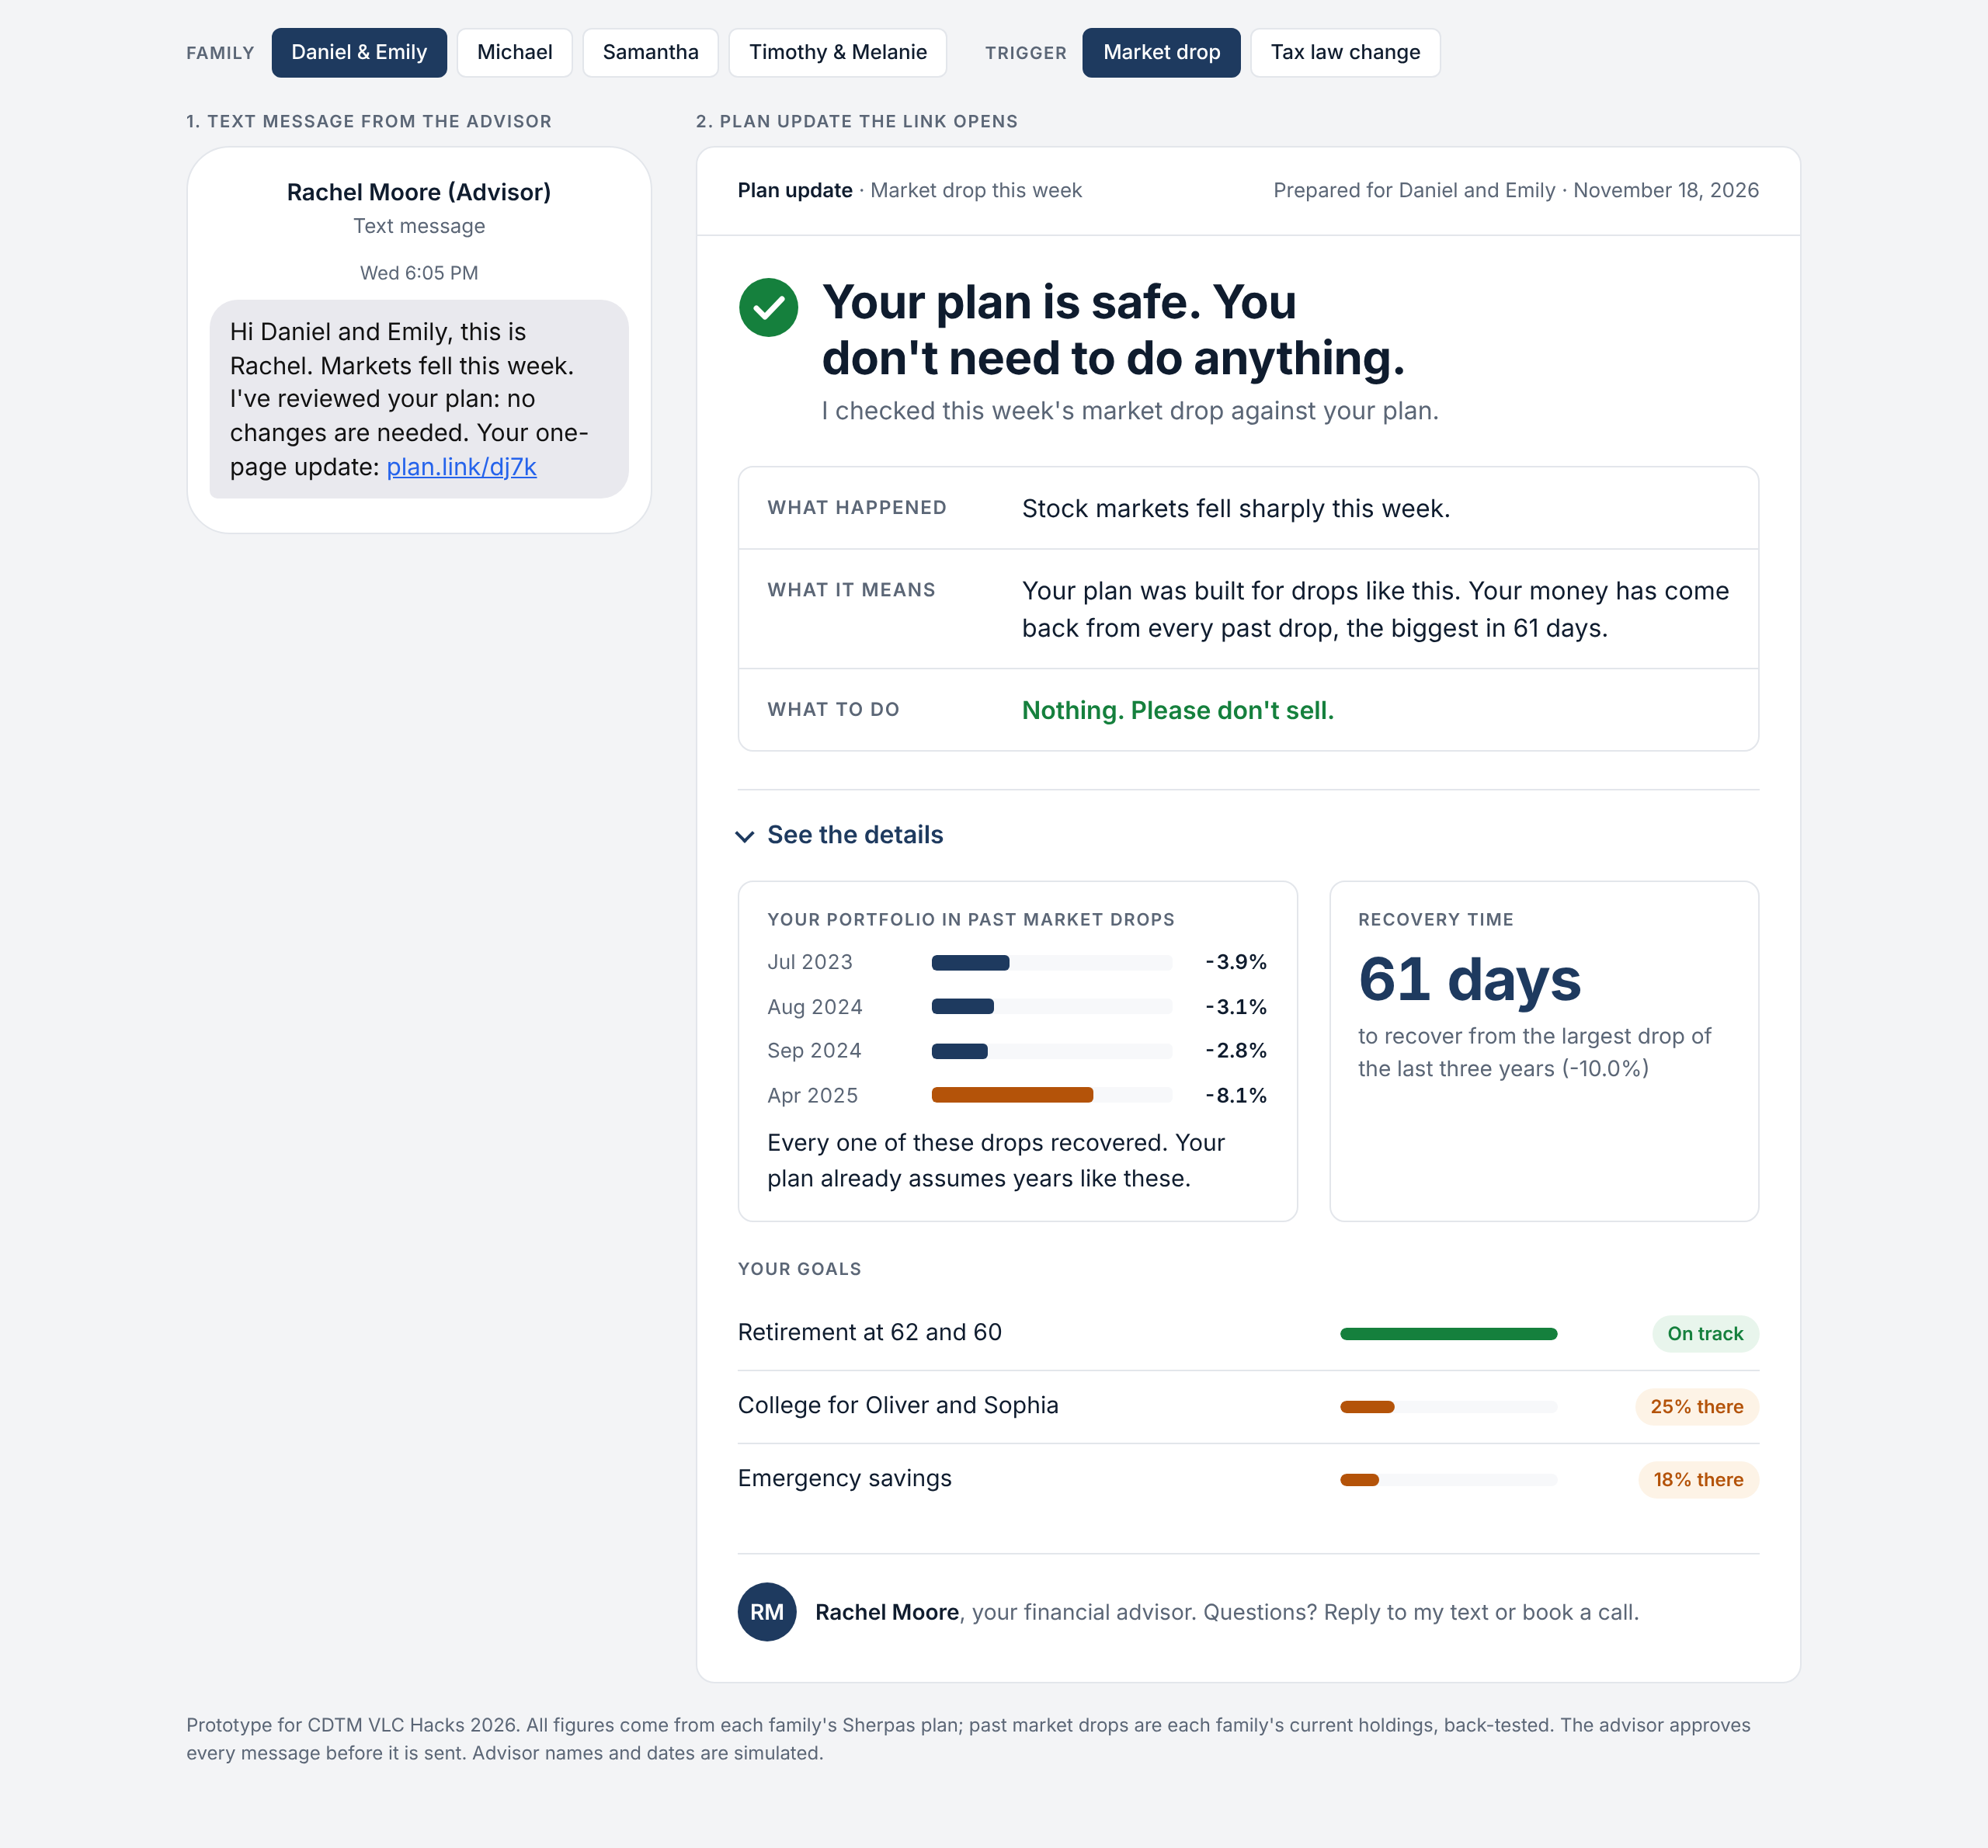 FAMILY Daniel & Emily Michael Samantha Timothy & Melanie TRIGGER Market drop Tax law change
1. TEXT MESSAGE FROM THE ADVISOR
Rachel Moore (Advisor)
Text message
Wed 6:05 PM
Hi Daniel and Emily, this is
Rachel. Markets fell this week.
I've reviewed your plan: no
changes are needed. Your one-
page update: plan.link/dj7k
2. PLAN UPDATE THE LINK OPENS
Plan update · Market drop this week
Prepared for Daniel and Emily · November 18, 2026
Your plan is safe. You
don't need to do anything.
I checked this week's market drop against your plan.
WHAT HAPPENED Stock markets fell sharply this week.
WHAT IT MEANS Your plan was built for drops like this. Your money has come
back from every past drop, the biggest in 61 days.
WHAT TO DO Nothing. Please don't sell.
See the details
YOUR PORTFOLIO IN PAST MARKET DROPS
Jul 2023 -3.9%
Aug 2024 -3.1%
Sep 2024 -2.8%
Apr 2025 -8.1%
Every one of these drops recovered. Your
plan already assumes years like these.
RECOVERY TIME
61 days
to recover from the largest drop of
the last three years (-10.0%)
YOUR GOALS
Retirement at 62 and 60 On track
College for Oliver and Sophia 25% there
Emergency savings 18% there
RM Rachel Moore, your financial advisor. Questions? Reply to my text or book a call.
Prototype for CDTM VLC Hacks 2026. All figures come from each family's Sherpas plan; past market drops are each family's current holdings, back-tested. The advisor approves
every message before it is sent. Advisor names and dates are simulated.